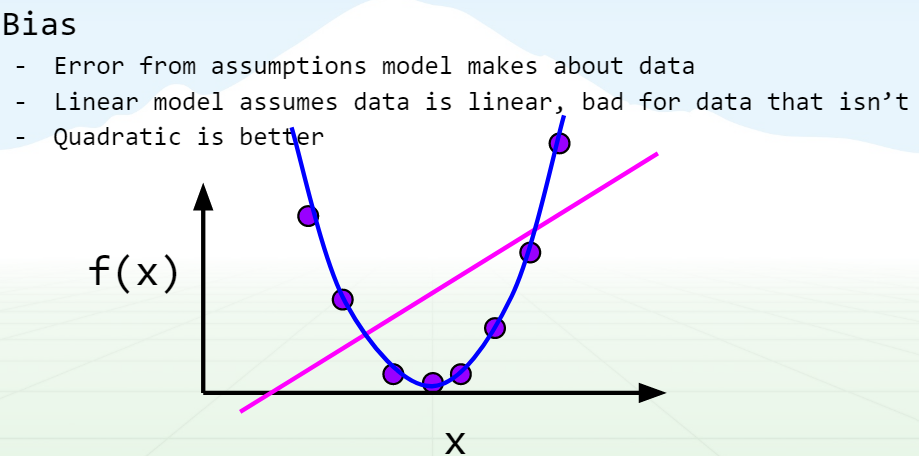 Bias
- Error from assumptions model makes about data
- Linear model assumes data is linear, bad for data that isn’t
- Quadratic is better
f(x)
x